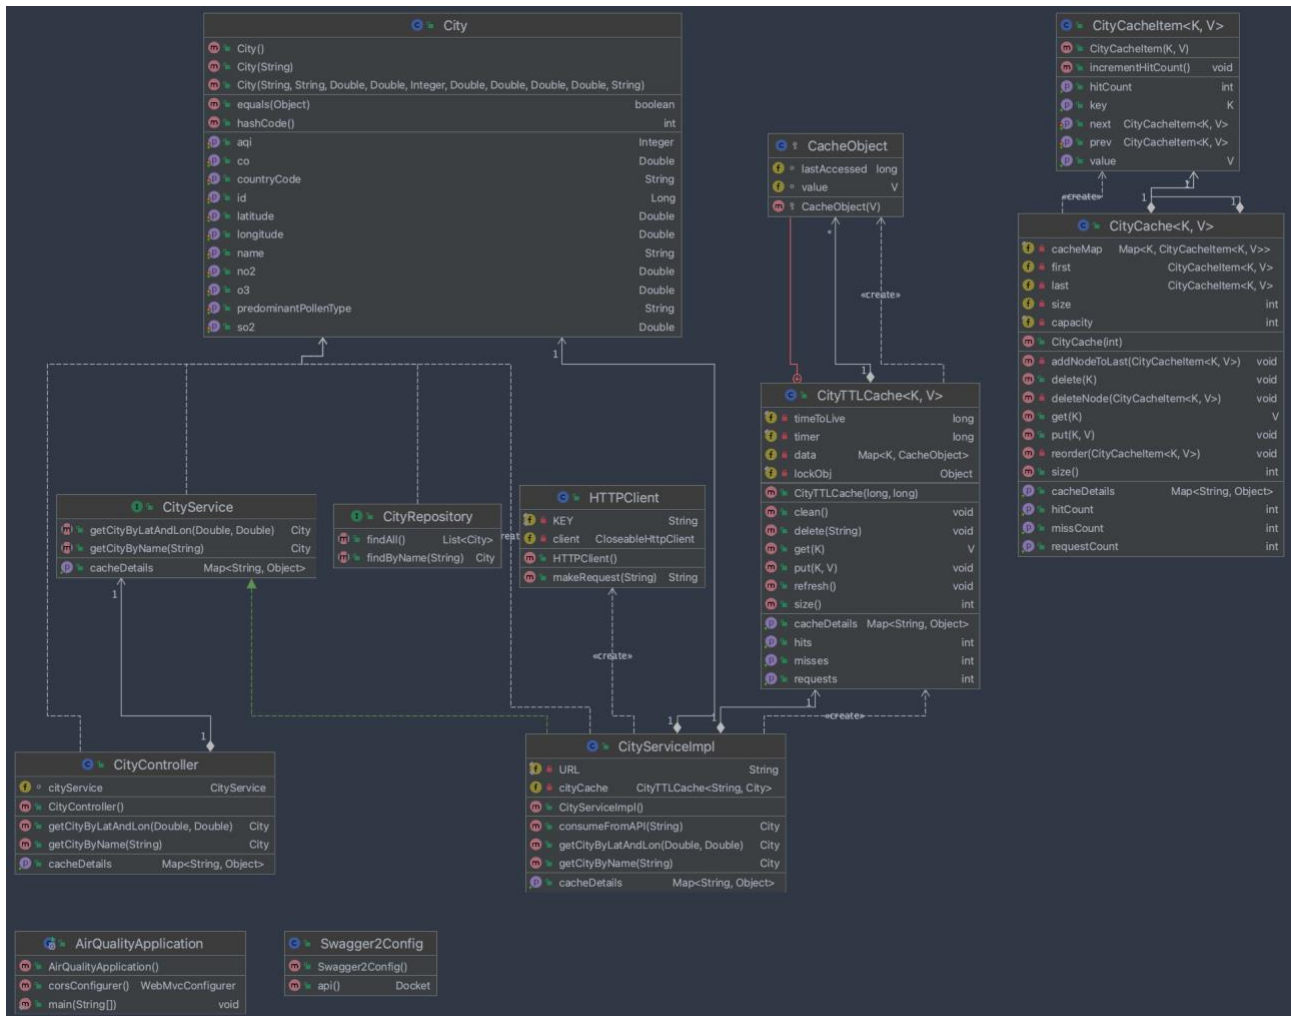 City
City()
City(String)
City(String, String, Double, Double, Integer, Double, Double, Double, Double, String)
equals(Object) boolean
hashCode() int
aqi Integer
co Double
countryCode String
id Long
latitude Double
longitude Double
name String
no2 Double
o3 Double
predominantPollenType String
so2 Double
CityCacheItem<K, V>
CityCacheItem(K, V)
incrementHitCount() void
hitCount int
key K
next CityCacheItem<K, V>
prev CityCacheItem<K, V>
value V
CacheObject
lastAccessed long
value V
CacheObject(V)
«create»
1
1
1
CityCache<K, V>
cacheMap Map<K, CityCacheItem<K, V>>
first CityCacheItem<K, V>
last CityCacheItem<K, V>
size int
capacity int
CityCache(int)
addNodeToLast(CityCacheItem<K, V>) void
delete(K) void
deleteNode(CityCacheItem<K, V>) void
get(K) V
put(K, V) void
reorder(CityCacheItem<K, V>) void
size() int
cacheDetails Map<String, Object>
hitCount int
missCount int
requestCount int
*
«create»
1
1
CityTTLCache<K, V>
timeToLive long
timer long
data Map<K, CacheObject>
lockObj Object
CityTTLCache(long, long)
clean() void
delete(String) void
get(K) V
put(K, V) void
refresh() void
size() int
cacheDetails Map<String, Object>
hits int
misses int
requests int
CityService
getCityByLatAndLon(Double, Double) City
getCityByName(String) City
cacheDetails Map<String, Object>
CityRepository
findAll() List<City>
findByName(String) City
reat
HTTPClient
KEY String
client CloseableHttpClient
HTTPClient()
makeRequest(String) String
1
«create»
1
1
1
1
1
«create»
CityController
cityService CityService
CityController()
getCityByLatAndLon(Double, Double) City
getCityByName(String) City
cacheDetails Map<String, Object>
CityServiceImpl
URL String
cityCache CityTTLCache<String, City>
CityServiceImpl()
consumeFromAPI(String) City
getCityByLatAndLon(Double, Double) City
getCityByName(String) City
cacheDetails Map<String, Object>
AirQualityApplication
AirQualityApplication()
corsConfigurer() WebMvcConfigurer
main(String[]) void
Swagger2Config
Swagger2Config()
api() Docket